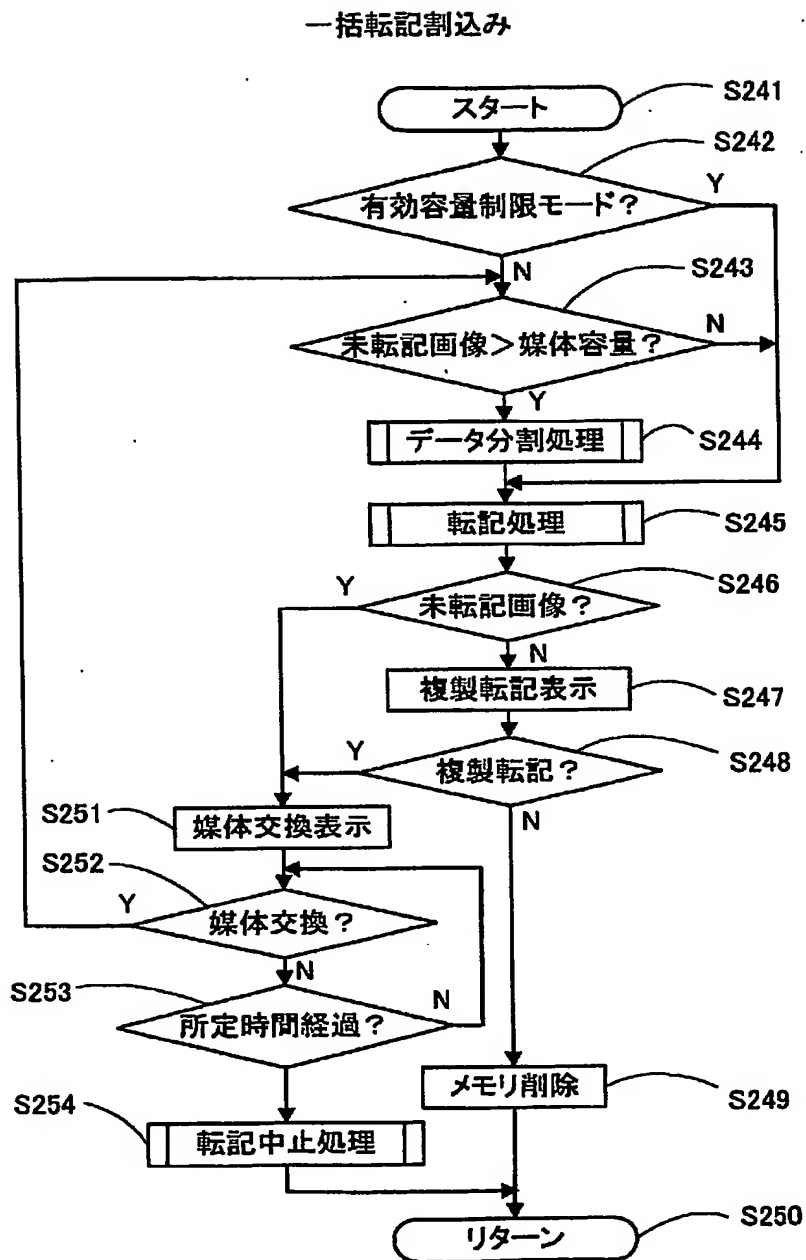 一括転記割込み
スタート
S241
S242
有効容量制限モード?
Y
N
S243
未転記画像>媒体容量?
N
Y
データ分割処理
S244
転記処理
S245
S246
未転記画像?
Y
N
複製転記表示
S247
Y
複製転記?
S248
N
S251
媒体交換表示
S252
Y
媒体交換?
N
S253
N
所定時間経過?
メモリ削除
S249
S254
転記中止処理
リターン
S250